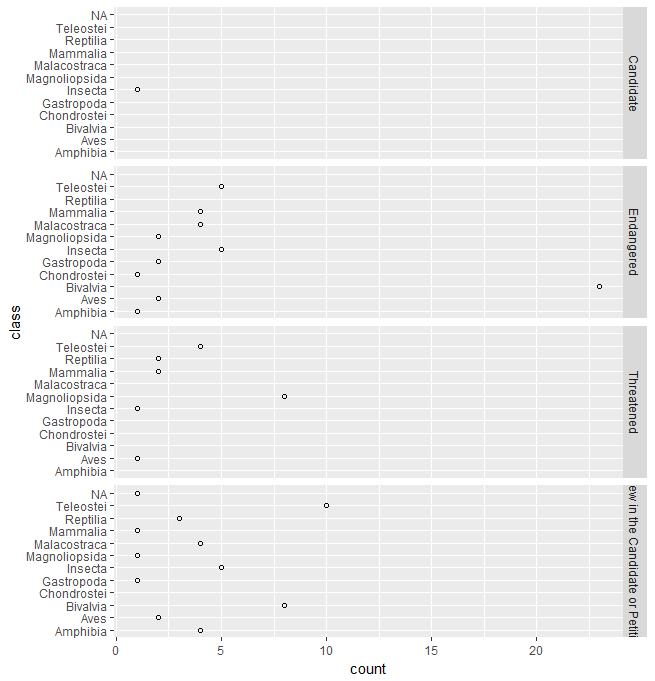 NA
Teleostei
Reptilia
Mammalia
Malacostraca
Magnoliopsida
Insecta
Gastropoda
Chondrostei
Bivalvia
Aves
Amphibia
Candidate
NA
Teleostei
Reptilia
Mammalia
Malacostraca
Magnoliopsida
Insecta
Gastropoda
Chondrostei
Bivalvia
Aves
Amphibia
Endangered
NA
Teleostei
Reptilia
Mammalia
Malacostraca
Magnoliopsida
Insecta
Gastropoda
Chondrostei
Bivalvia
Aves
Amphibia
Threatened
NA
Teleostei
Reptilia
Mammalia
Malacostraca
Magnoliopsida
Insecta
Gastropoda
Chondrostei
Bivalvia
Aves
Amphibia
ew in the Candidate or Petiti
class
0 5 10 15 20
count